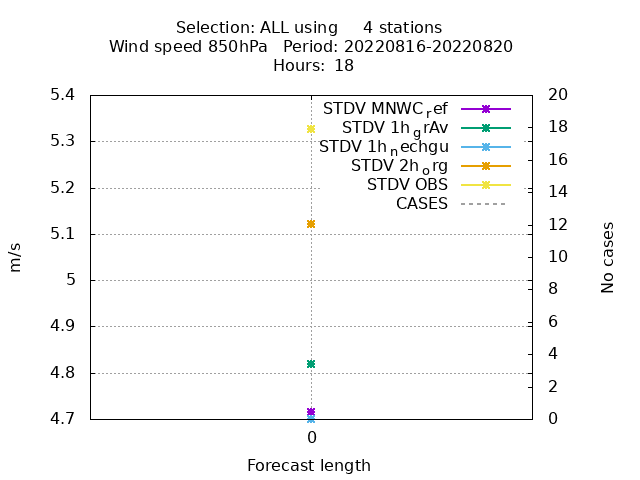 Selection: ALL using     4 stations
Wind speed 850hPa   Period: 20220816-20220820
Hours: 18
5.4
5.3
5.2
5.1
5
4.9
4.8
4.7
m/s
STDV MNWC_ref
STDV 1h_grAv
STDV 1h_nechgu
STDV 2h_org
STDV OBS
CASES
20
18
16
14
12
10
8
6
4
2
0
No cases
0
Forecast length